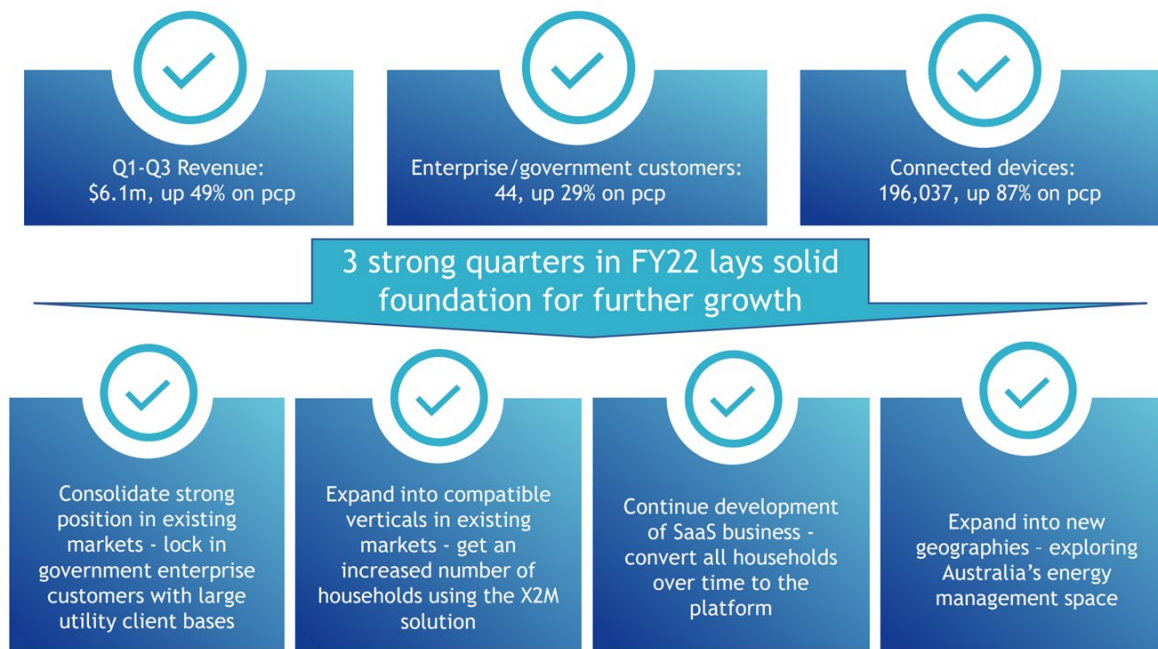 Q1-Q3 Revenue:
$6.1m, up 49% on pcp
Enterprise/government customers:
44, up 29% on pcp
Connected devices:
196,037, up 87% on pcp
3 strong quarters in FY22 lays solid
foundation for further growth
Consolidate strong
position in existing
markets - lock in
government enterprise
customers with large
utility client bases
Expand into compatible
verticals in existing
markets - get an
increased number of
households using the X2M
solution
Continue development
of SaaS business -
convert all households
over time to the
platform
Expand into new
geographies – exploring
Australia's energy
management space